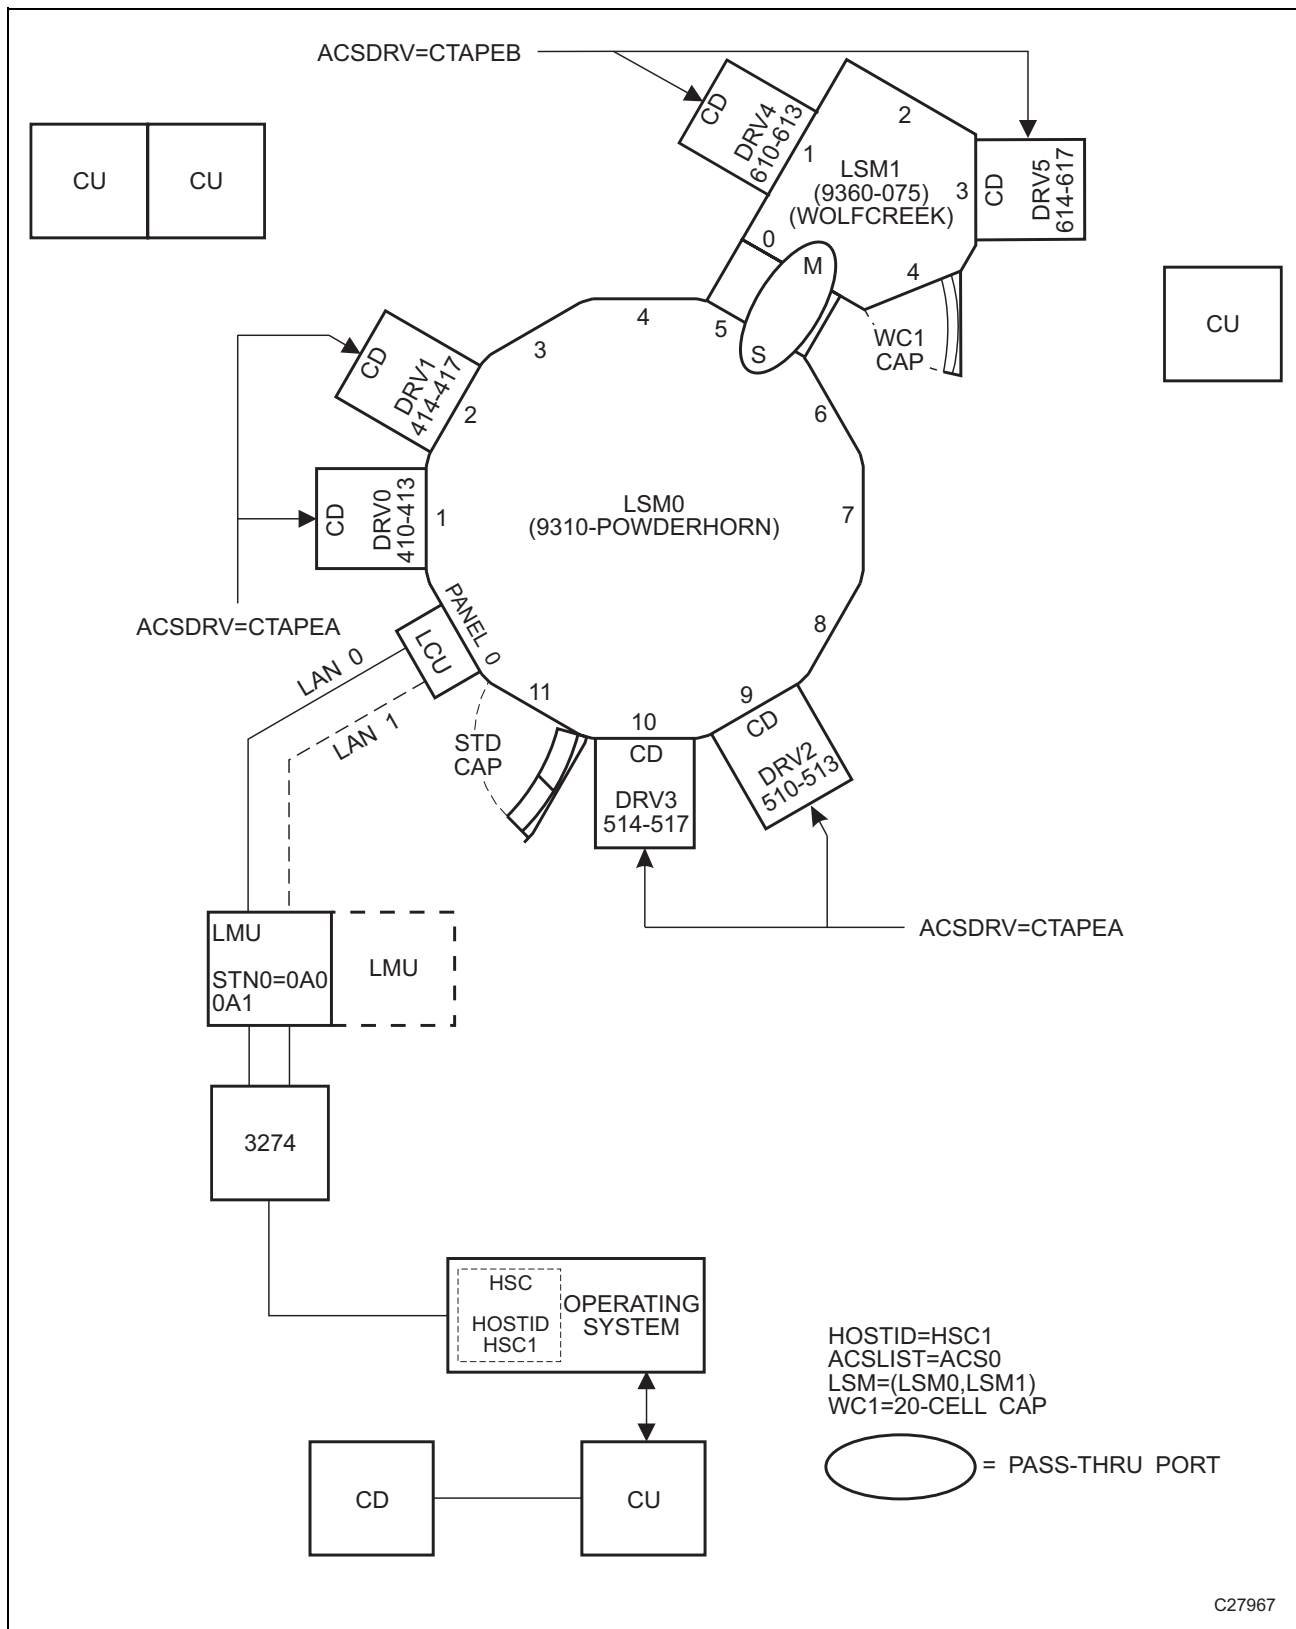 ACSDRV=CTAPEB
CU
CU
CD
DRV4
610-613
1
2
LSM1
(9360-075)
(WOLFCREEK)
3
CD
DRV5
614-617
0
M
4
S
WC1
CAP
CU
5
4
3
CD
DRV1
414-417
2
6
CD
DRV0
410-413
1
LSM0
(9310-POWDERHORN)
7
ACSDRV=CTAPEA
PANEL 0
LCU
8
LAN 0
LAN 1
11
10
9
STD
CAP
CD
DRV3
514-517
CD
DRV2
510-513
ACSDRV=CTAPEA
LMU
STN0=0A0
0A1
LMU
3274
HSC
HOSTID
HSC1
OPERATING
SYSTEM
HOSTID=HSC1
ACSLIST=ACS0
LSM=(LSM0,LSM1)
WC1=20-CELL CAP
= PASS-THRU PORT
CD
CU
C27967